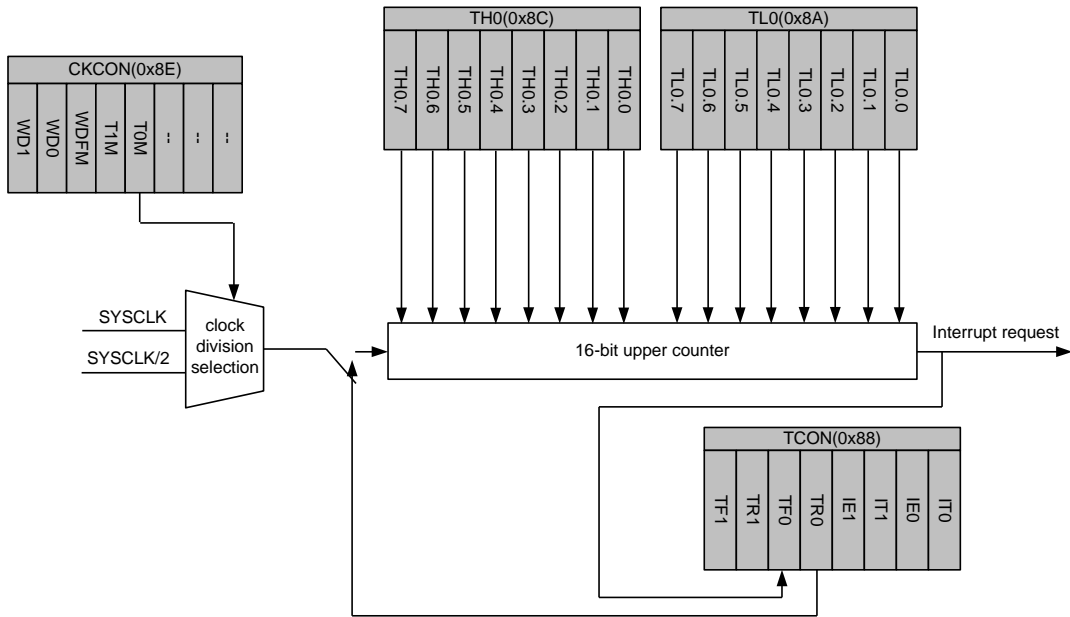 TH0(0x8C)
TH0.7
TH0.6
TH0.5
TH0.4
TH0.3
TH0.2
TH0.1
TH0.0
TL0(0x8A)
TL0.7
TL0.6
TL0.5
TL0.4
TL0.3
TL0.2
TL0.1
TL0.0
CKCON(0x8E)
WD1
WD0
WDFM
T1M
T0M
--
--
--
SYSCLK
SYSCLK/2
clock
division
selection
16-bit upper counter
Interrupt request
TCON(0x88)
TF1
TR1
TF0
TR0
IE1
IT1
IE0
IT0